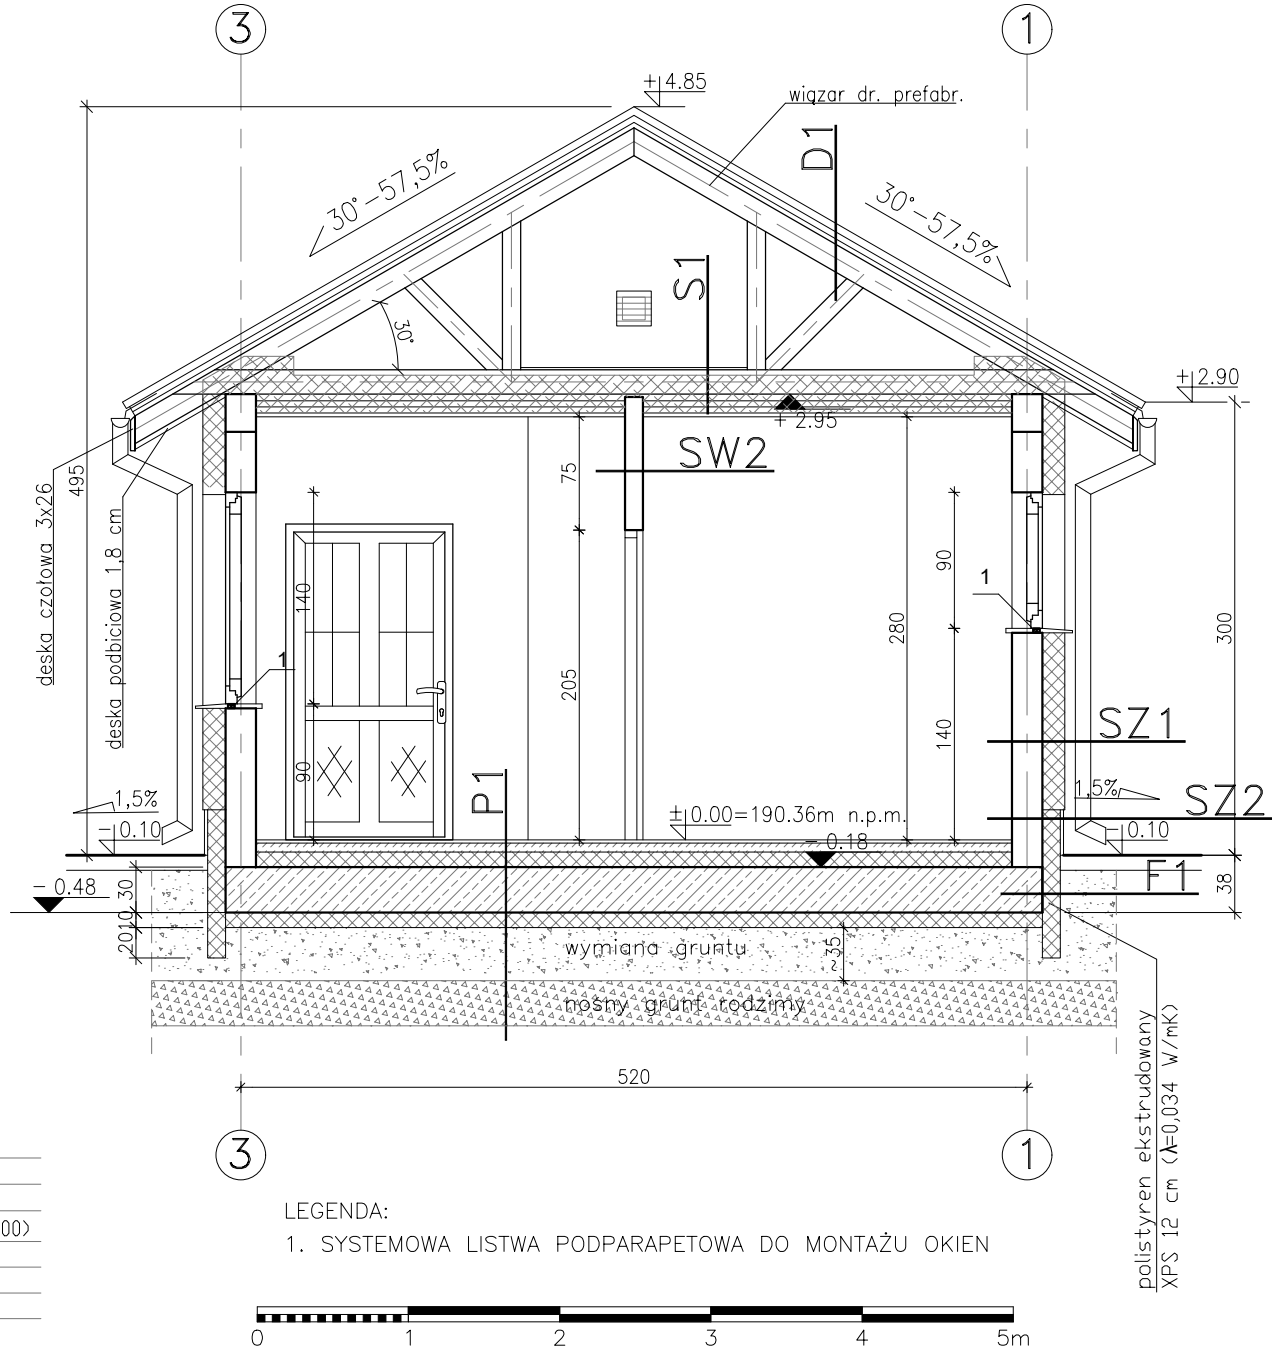 3
1
+4.85
wiązar dr. prefabr.
D1
30°-57,5%
30°-57,5%
S1
30°
+2.90
+2.95
SW2
495
75
deska czołowa 3x26
deska podbiciowa 1,8 cm
140
90
1
1
280
300
205
140
SZ1
90
P1
1,5%
1,5%
SZ2
±0.00=190.36m n.p.m.
-0.10
-0.10
-0.18
F1
-0.48
30
38
10
20
wymiana gruntu
~35
nośny grunt rodzimy
polistyren ekstrudowany
XPS 12 cm (λ=0,034 W/mK)
520
3
1
00)
LEGENDA:
1. SYSTEMOWA LISTWA PODPARAPETOWA DO MONTAŻU OKIEN
0 1 2 3 4 5m